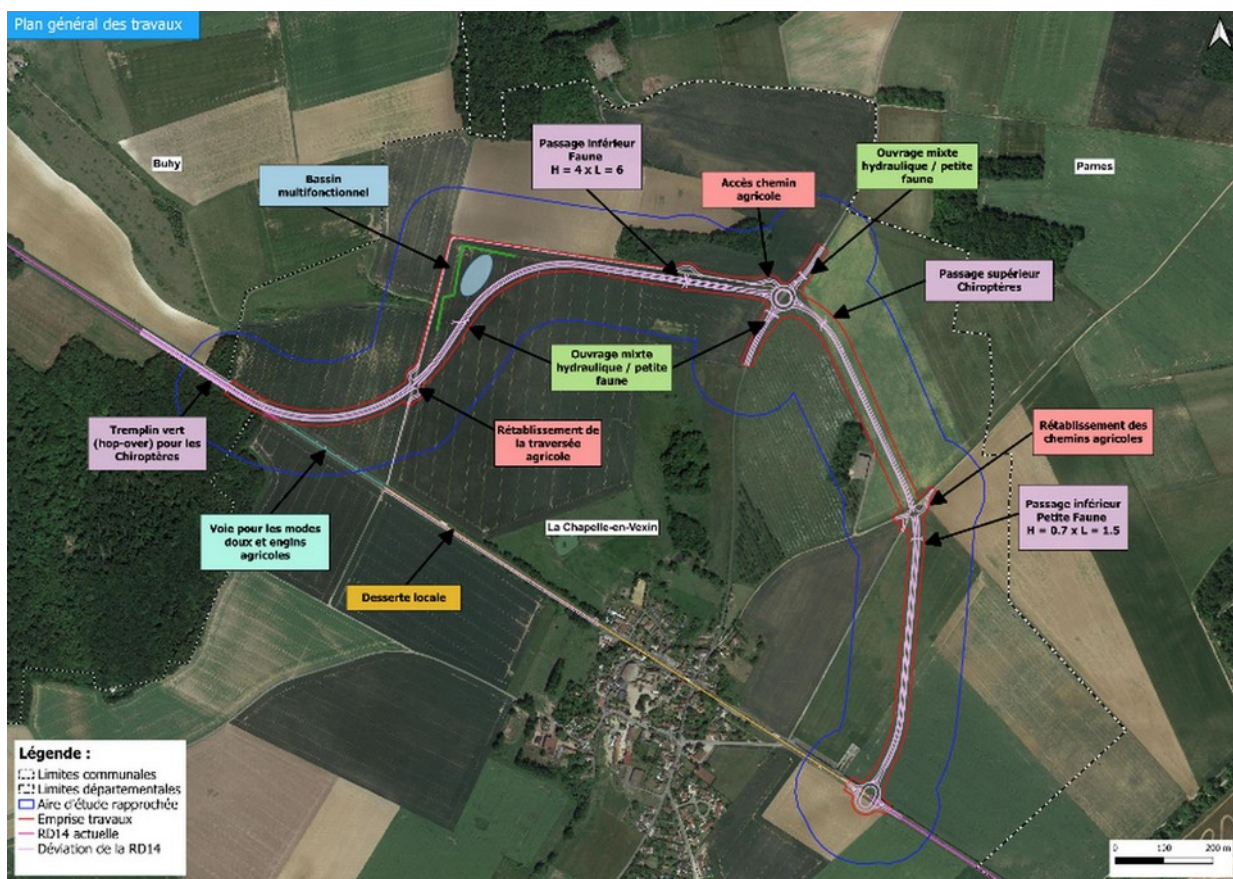 Plan général des travaux
Buhy
Parnes
Bassin
multifonctionnel
Passage inférieur
Faune
H = 4 x L = 6
Accès chemin
agricole
Ouvrage mixte
hydraulique / petite
faune
Passage supérieur
Chiroptères
Ouvrage mixte
hydraulique / petite
faune
Tremplin vert
(hop-over) pour les
Chiroptères
Rétablissement de
la traversée
agricole
Rétablissement des
chemins agricoles
Passage inférieur
Petite Faune
H = 0.7 x L = 1.5
Voie pour les modes
doux et engins
agricoles
La Chapelle-en-Vexin
Desserte locale
Légende :
Limites communales
Limites départementales
Aire d'étude rapprochée
Emprise travaux
RD14 actuelle
Déviation de la RD14
0 100 200 m